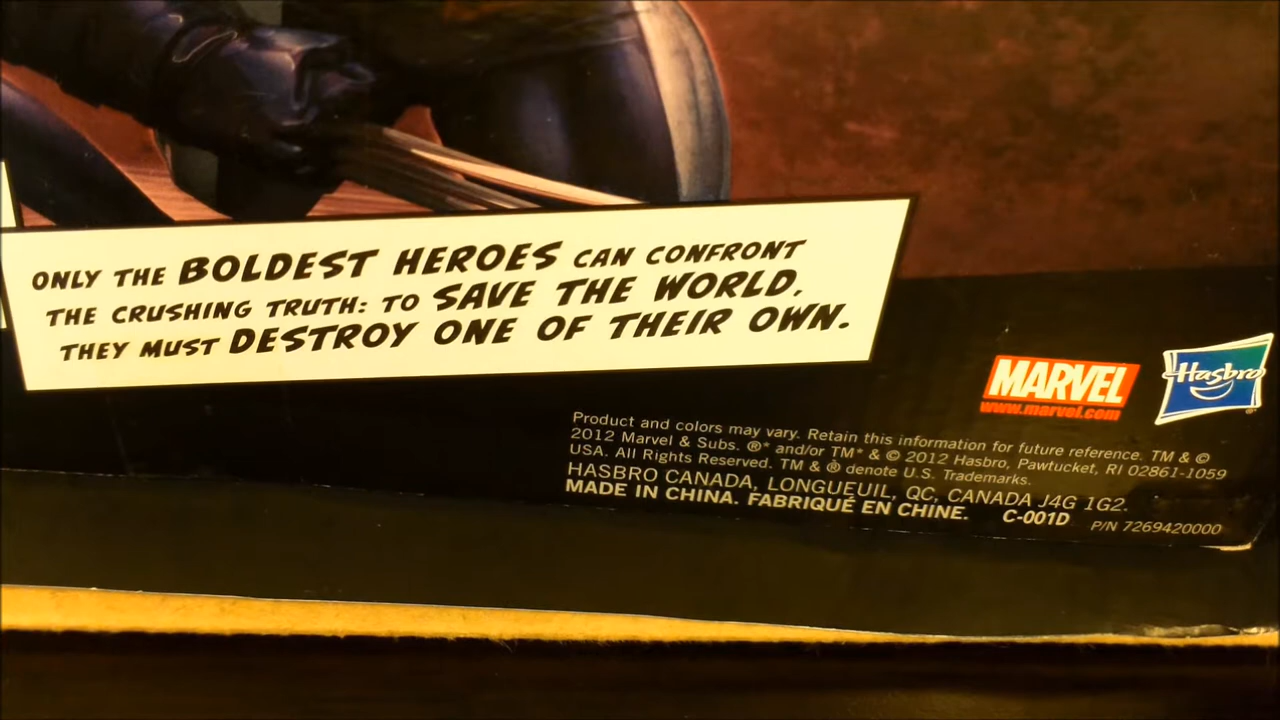 ONLY THE BOLDEST HEROES CAN CONFRONT
THE CRUSHING TRUTH: TO SAVE THE WORLD,
THEY MUST DESTROY ONE OF THEIR OWN.
MARVEL
www.marvel.com
Hasbro
Product and colors may vary. Retain this information for future reference. TM & ©
2012 Marvel & Subs. ®* and/or TM* & © 2012 Hasbro, Pawtucket, RI 02861-1059
USA. All Rights Reserved. TM & ® denote U.S. Trademarks.
HASBRO CANADA, LONGUEUIL, QC, CANADA J4G 1G2.
MADE IN CHINA. FABRIQUÉ EN CHINE. C-001D P/N 7269420000